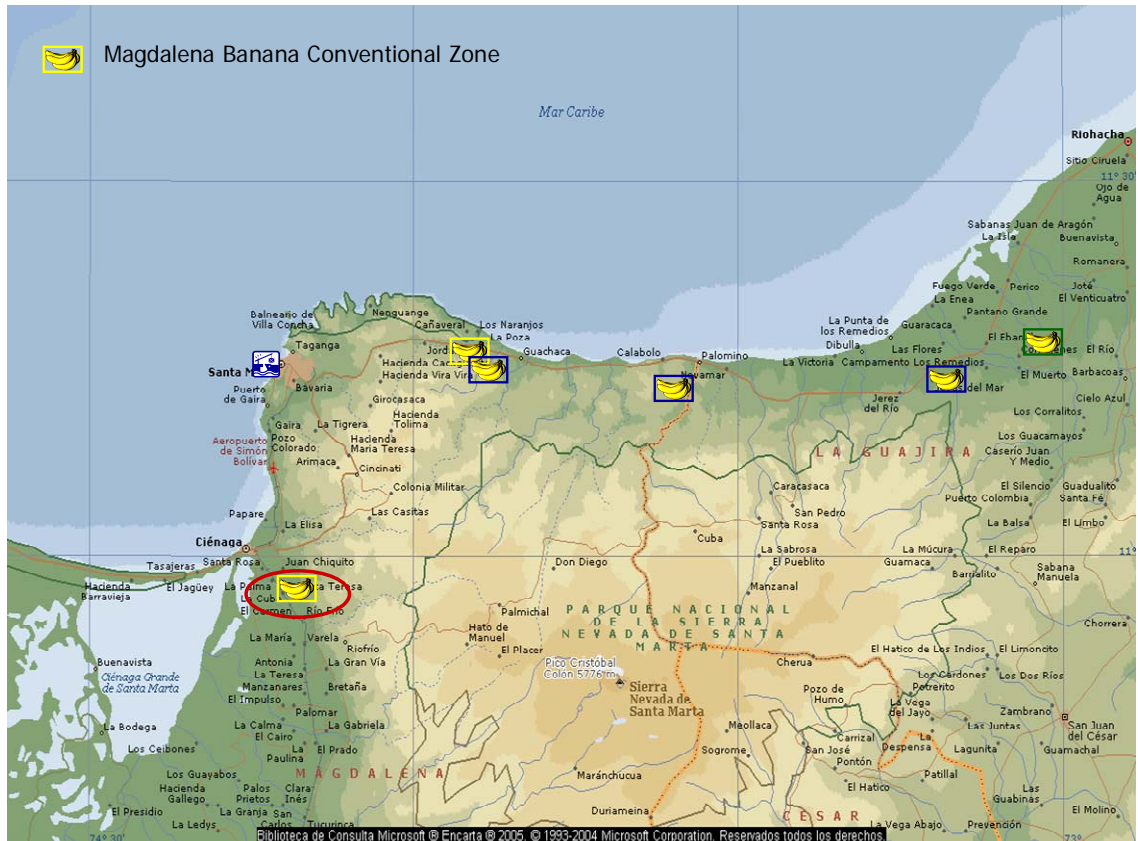 Magdalena Banana Conventional Zone
Mar Caribe
Riohacha
Sitio Ciruela
11° 30'
Ojo de
Agua
Sabanas Juan de Aragón
La Isla
Buenavista
Romanera
Fuego Verde
Perico
Joté
La Enea
El Venticuatro
Pantano Grande
La Punta de
los Remedios
Guaracaca
Dibulla
Las Flores
El Río
La Victoria
Campamento Los Remedios
El Muerto
Barbacoas
del Mar
Jerez
del Río
Cielo Azul
Los Corralitos
Nenguange
Balneario de
Villa Concha
Cañaveral
Los Naranjos
La Poza
Taganga
Guachaca
Calabolo
Palomino
Hacienda Vira Vira
Santa
Puerto
de Gaira
Bavaria
Girocasaca
Gaira
La Tigrera
Hacienda
Tolima
Aeropuerto
de Simón
Bolívar
Pozo
Colorado
Hacienda
Maria Teresa
Arimaca
Cincinati
Colonia Militar
LA GUAJIRA
Los Guacamayos
Caserío Juan
Y Medio
El Silencio
Guadualito
Puerto Colombia
Santa Fé
Caracasaca
San Pedro
Santa Rosa
La Balsa
El Limbo
Papare
La Elisa
Las Casitas
Cuba
Ciénaga
Santa Rosa
Juan Chiquito
Tasajeras
Don Diego
La Sabrosa
El Pueblito
La Múcura
El Reparo
11°
Hacienda
Barravieja
El Jagüey
La Palma
Teresa
Manzanal
Guamaca
Barnalito
Sabana
Manuela
El Carmen
Palmichal
PARQUE NACIONAL
DE LA SIERRA
NEVADA DE SANTA
MARTA
Chorrera
La María
Varela
Riofrío
Hato de
Manuel
El Placer
Buenavista
Ciénaga Grande
de Santa Marta
Antonia
La Gran Vía
La Teresa
Pico Cristóbal
Colón 5776 m
Cherua
El Hatico de Los Indios
El Limoncito
Los Cardones
Los Dos Ríos
Manzanares
Bretaña
El Impulso
Sierra
Nevada de
Santa Marta
Pozo de
Humo
Potrerito
La Vega
del Jayo
Zambrano
Palomar
La Bodega
La Calma
La Gabriela
El Cairo
Meollaca
Carrizal
La
Despensa
Las Juntas
San Juan
del César
Los Ceibones
La
Paulina
El Prado
Sogrome
San José
Pontón
Lagunita
Guamachal
MAGDALENA
Los Guayabos
Maránchucua
El Hatico
Patillal
Hacienda
Gallego
Palos
Prietos
Clara
Inés
Las
Guabinas
El Presidio
La Granja
San
Carlos
Duriameina
CESAR
El Molino
La Ledys
Tucurinca
La Vega Abajo
Prevención
74° 30'
73°
Biblioteca de Consulta Microsoft ® Encarta ® 2005. © 1993-2004 Microsoft Corporation. Reservados todos los derechos.